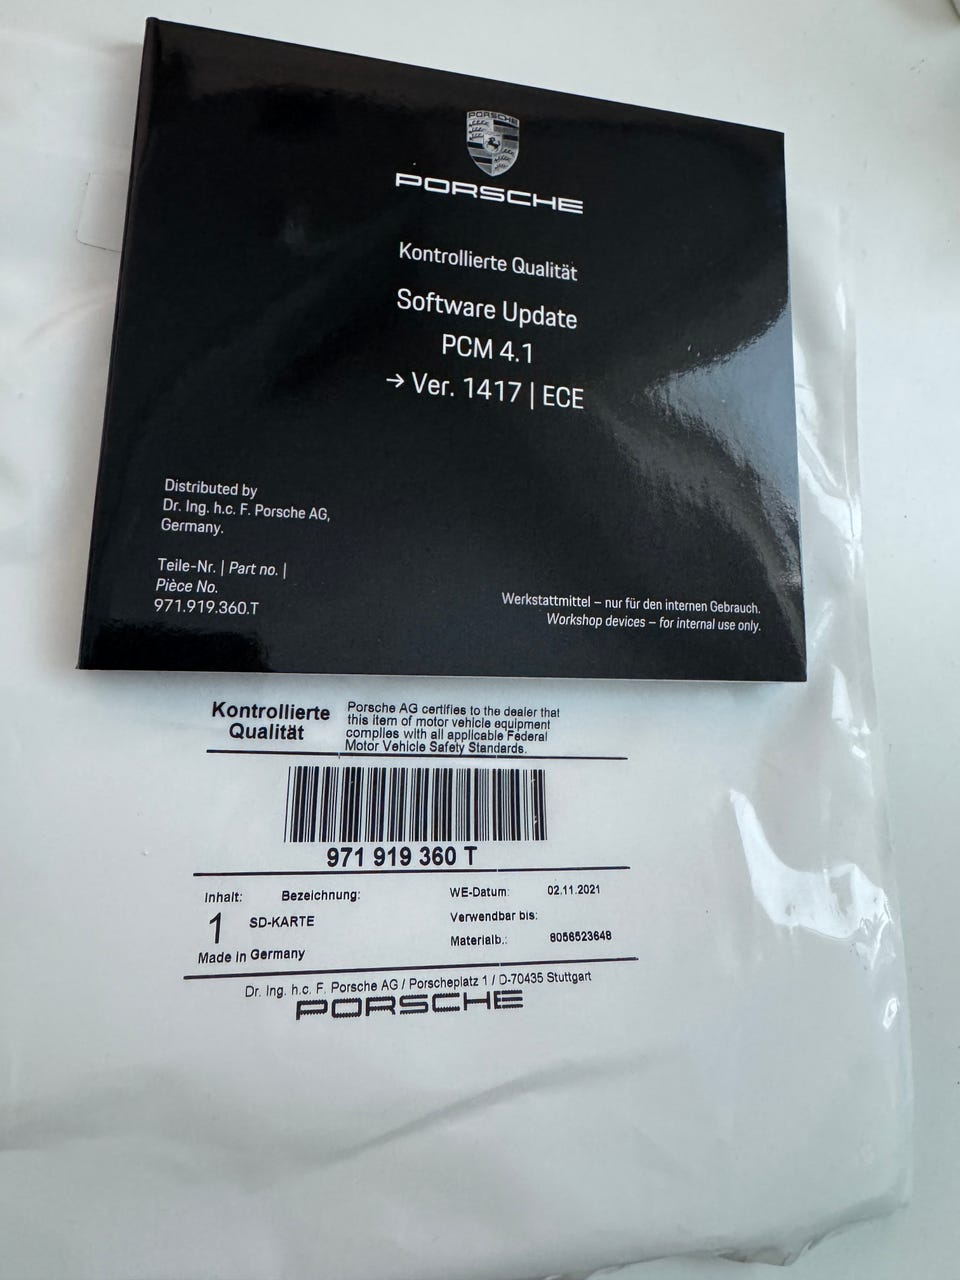 PORSCHE
PORSCHE
Kontrollierte Qualität
Software Update
PCM 4.1
→ Ver. 1417 | ECE
Distributed by
Dr. Ing. h.c. F. Porsche AG,
Germany.
Teile-Nr. | Part no. |
Pièce No.
971.919.360.T
Werkstattmittel – nur für den internen Gebrauch.
Workshop devices – for internal use only.
Kontrollierte
Qualität
Porsche AG certifies to the dealer that
this item of motor vehicle equipment
complies with all applicable Federal
Motor Vehicle Safety Standards.
971 919 360 T
Inhalt: Bezeichnung: WE-Datum: 02.11.2021
1 SD-KARTE Verwendbar bis:
Made in Germany Materialb.: 8056523648
Dr. Ing. h.c. F. Porsche AG / Porscheplatz 1 / D-70435 Stuttgart
PORSCHE